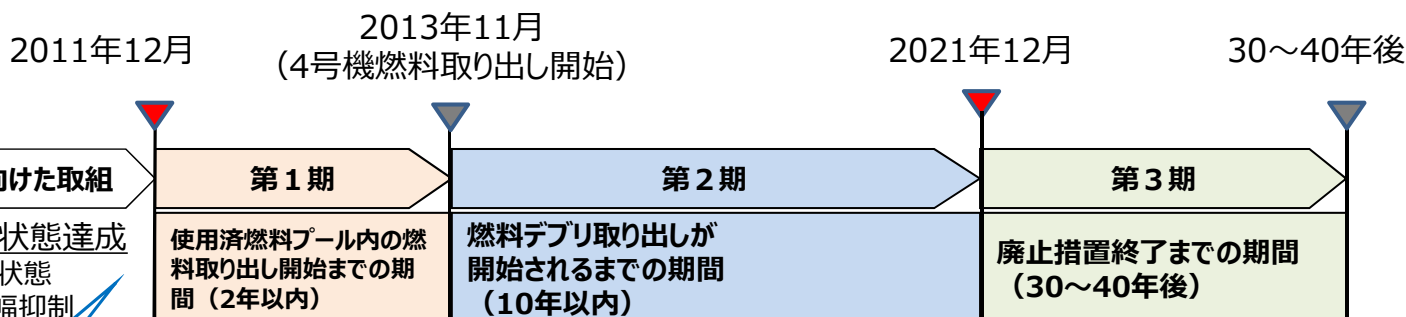 2011年12月
2013年11月
（4号機燃料取り出し開始）
2021年12月
30～40年後
けた取組
第１期
第２期
第３期
状態達成
状態
幅抑制
使用済燃料プール内の燃
料取り出し開始までの期
間（2年以内）
燃料デブリ取り出しが
開始されるまでの期間
（10年以内）
廃止措置終了までの期間
（30～40年後）